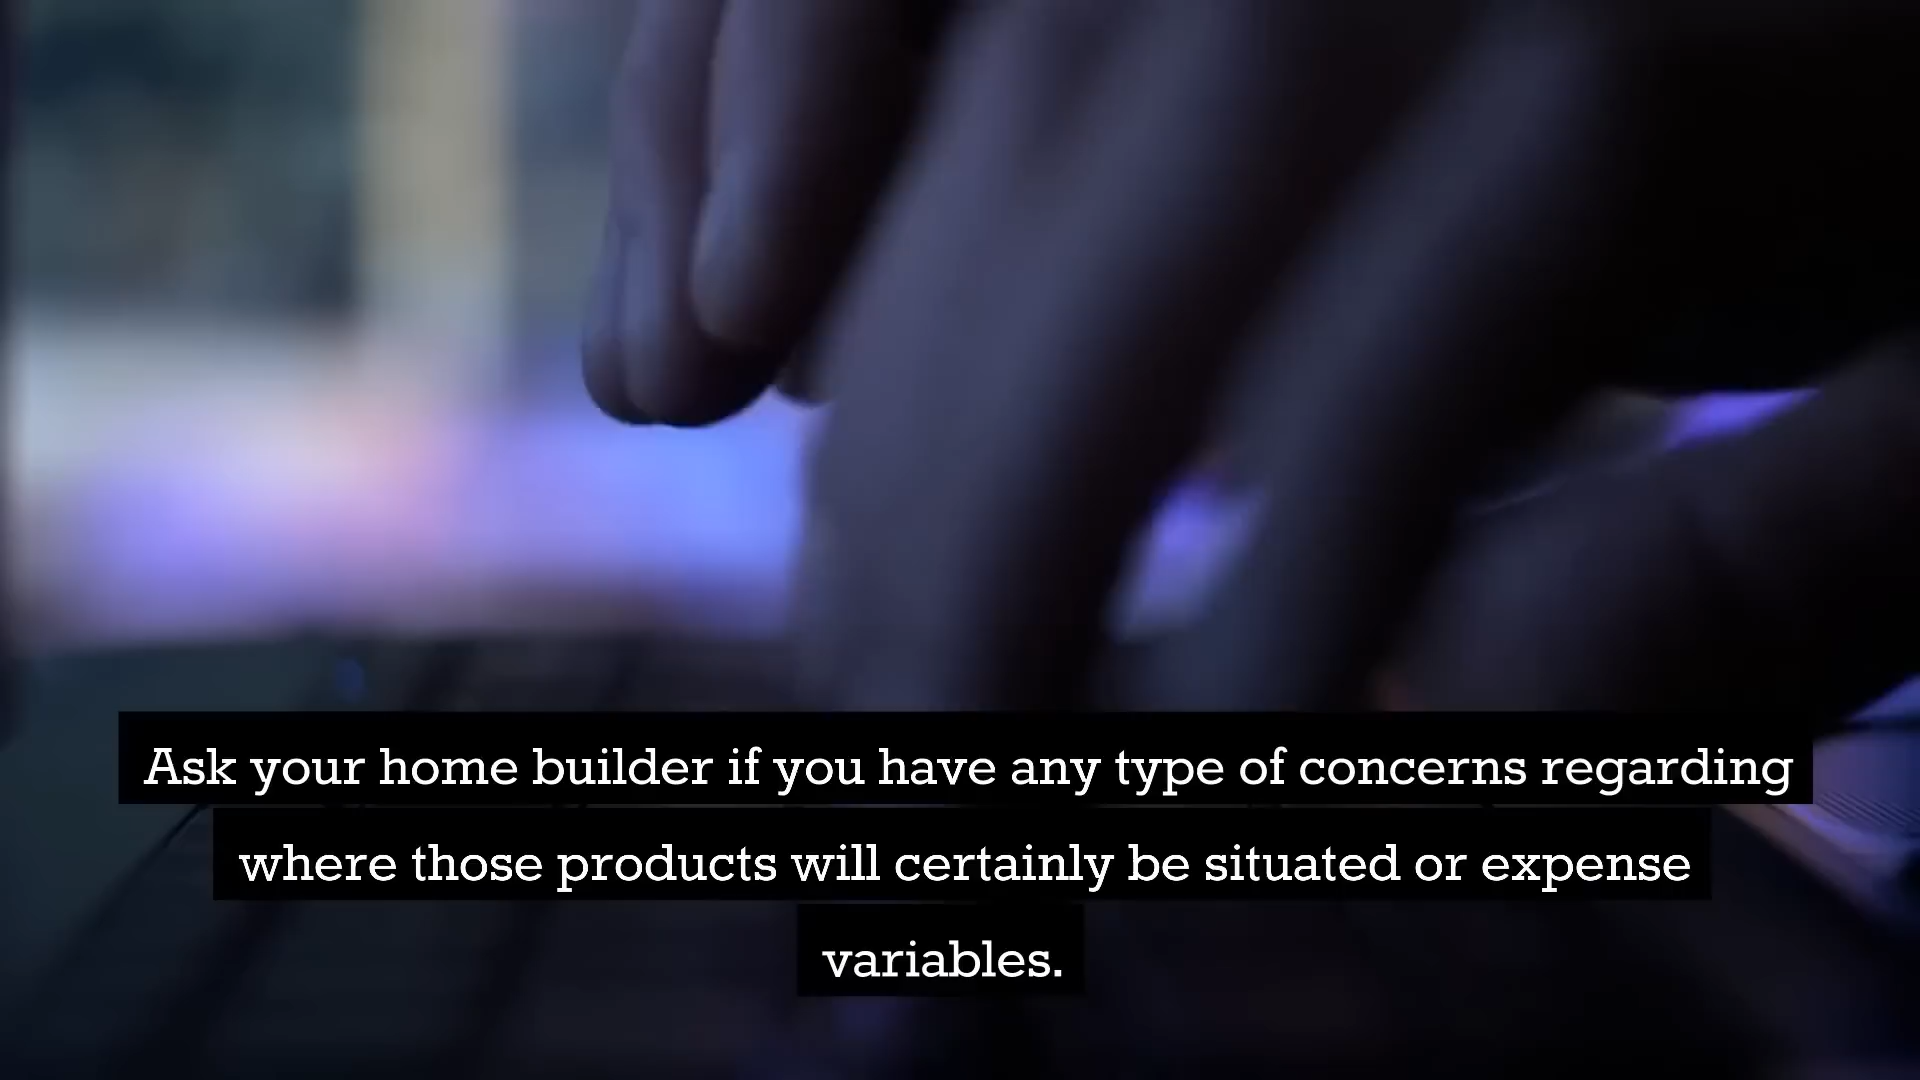 Ask your home builder if you have any type of concerns regarding
where those products will certainly be situated or expense
variables.